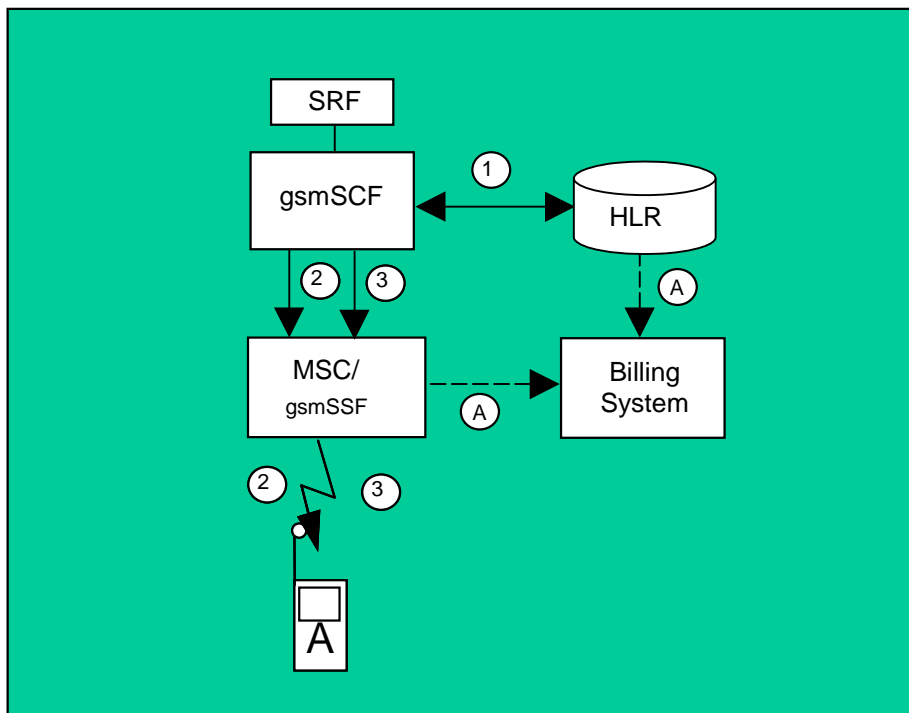 SRF
gsmSCF
1
HLR
2
3
A
MSC/
gsmSSF
A
Billing
System
2
3
A